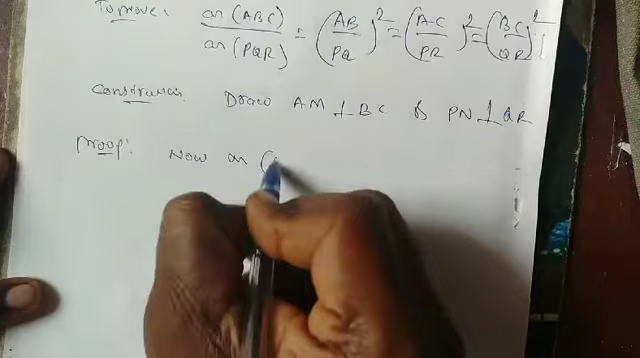 To prove: ar (ABC) / ar (PQR) = (AB/PQ)² = (AC/PR)² = (BC/QR)²
Construction: Draw AM ⊥ BC & PN ⊥ QR
Proof: Now ar (